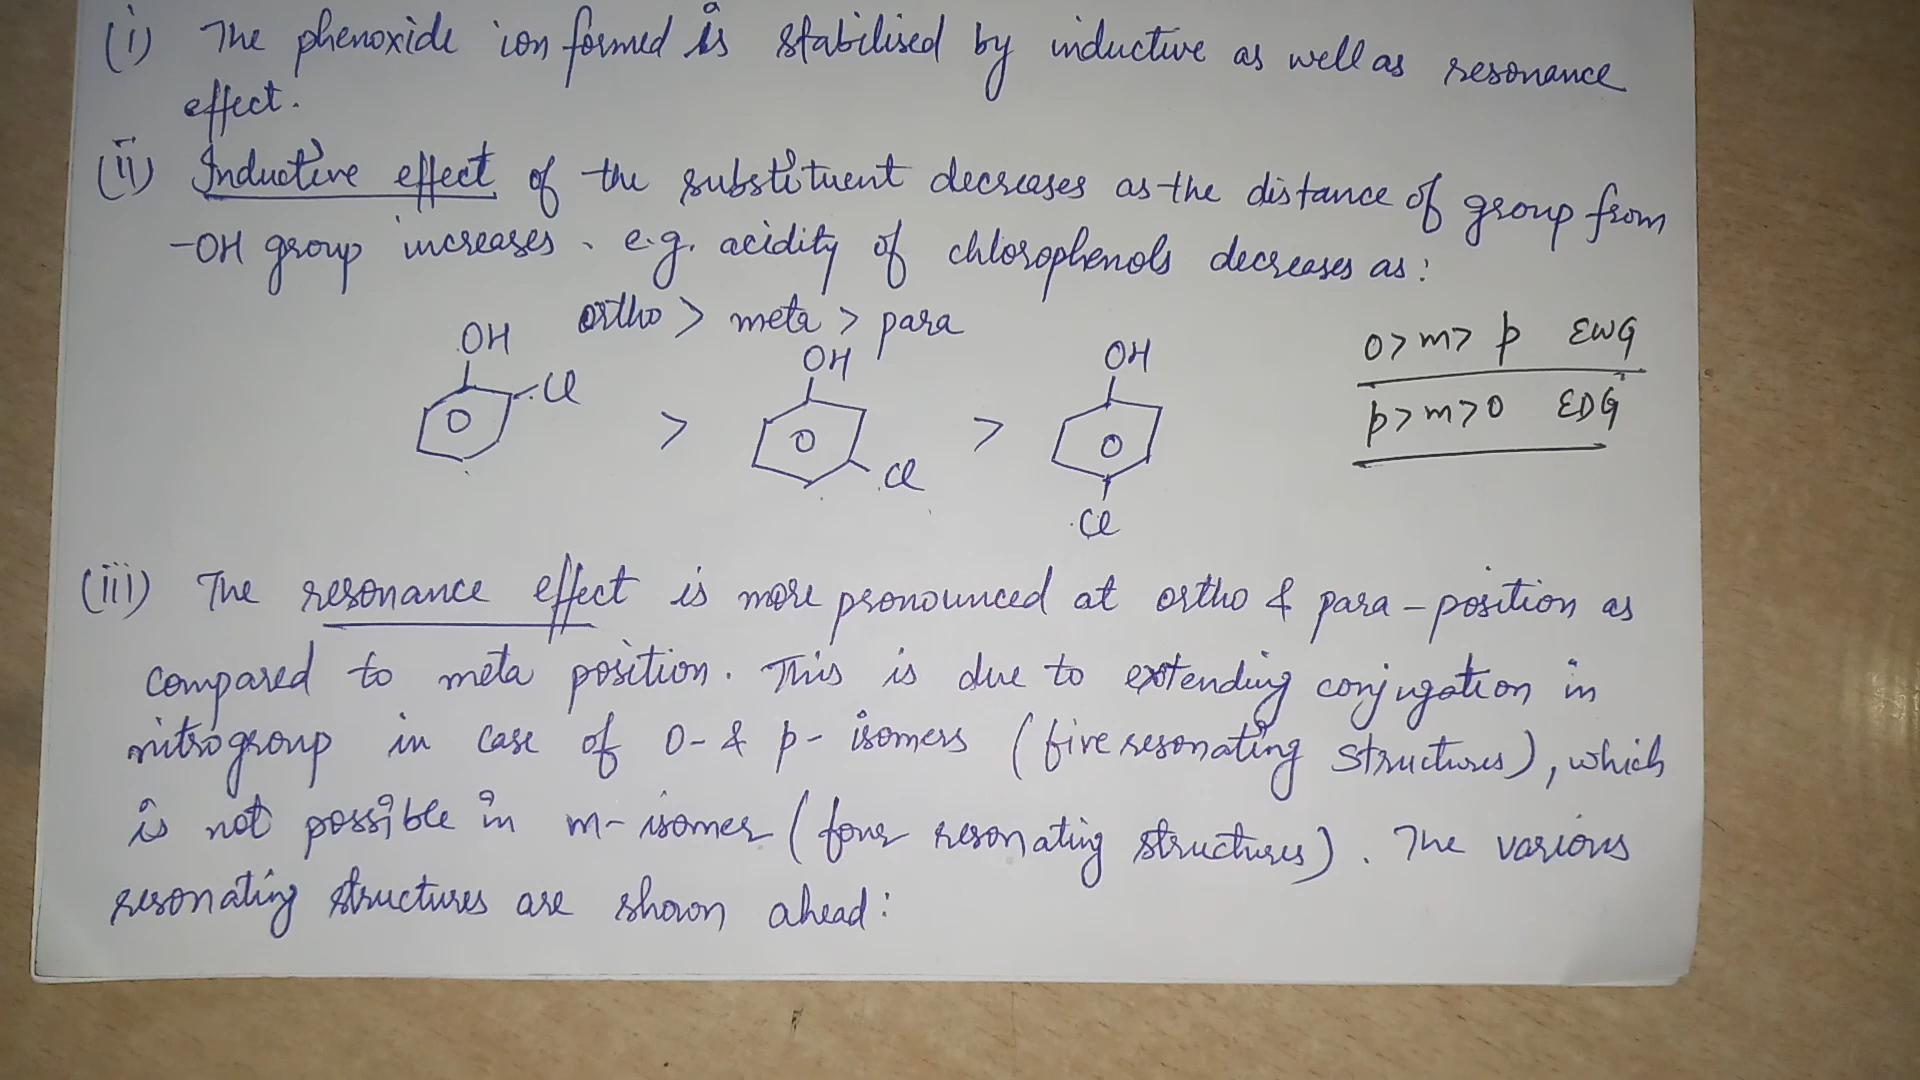 (i) The phenoxide ion formed is stabilised by inductive as well as resonance
effect.
(ii) Inductive effect of the substituent decreases as the distance of group from
-OH group increases. e.g. acidity of chlorophenols decreases as:
ortho > meta > para
OH OH OH
Cl > Cl > Cl
o > m > p EWG
p > m > o EDG
(iii) The resonance effect is more pronounced at ortho & para-position as
compared to meta position. This is due to extending conjugation in
nitrogroup in case of o- & p- isomers (five resonating structures), which
is not possible in m-isomer (four resonating structures). The various
resonating structures are shown ahead: